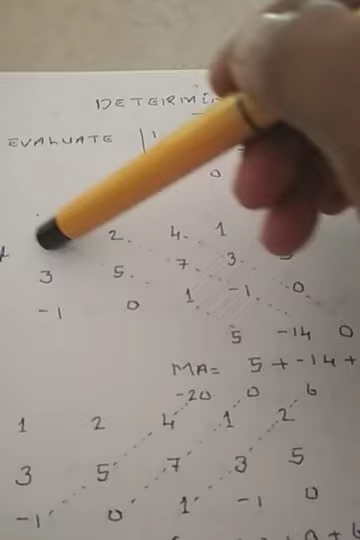 DETERMI
EVALUATE | 1
0
2 4 1
3 5 7 3
-1 0 1 -1 0
5 -14 0
MA= 5 + -14 +
-20 0 6
1 2 4 1 2
3 5 7 3 5
-1 0 1 -1 0